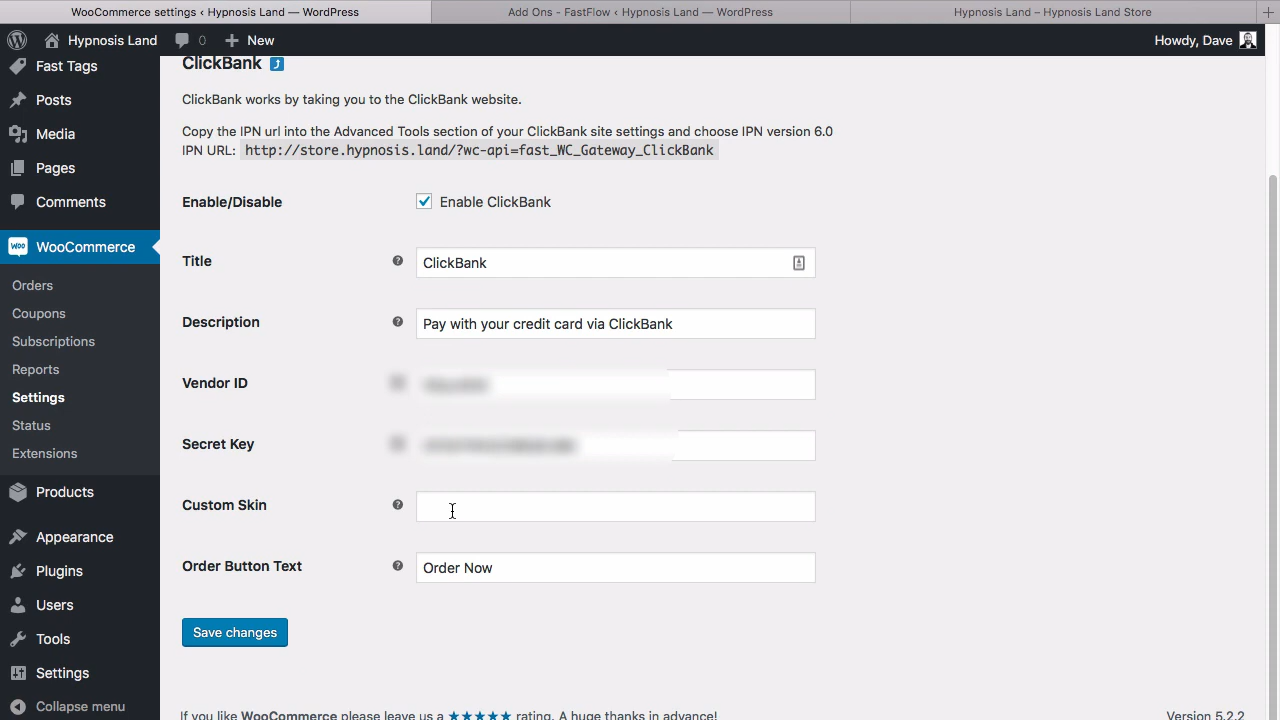 WooCommerce settings ‹ Hypnosis Land — WordPress
Add Ons - FastFlow ‹ Hypnosis Land — WordPress
Hypnosis Land – Hypnosis Land Store
Hypnosis Land
0
New
Howdy, Dave
Fast Tags
Posts
Media
Pages
Comments
WooCommerce
Orders
Coupons
Subscriptions
Reports
Settings
Status
Extensions
Products
Appearance
Plugins
Users
Tools
Settings
Collapse menu
ClickBank
ClickBank works by taking you to the ClickBank website.
Copy the IPN url into the Advanced Tools section of your ClickBank site settings and choose IPN version 6.0
IPN URL: http://store.hypnosis.land/?wc-api=fast_WC_Gateway_ClickBank
Enable/Disable
Enable ClickBank
Title
ClickBank
Description
Pay with your credit card via ClickBank
Vendor ID
Secret Key
Custom Skin
Order Button Text
Order Now
Save changes
If you like WooCommerce please leave us a ★★★★★ rating. A huge thanks in advance!
Version 5.2.2